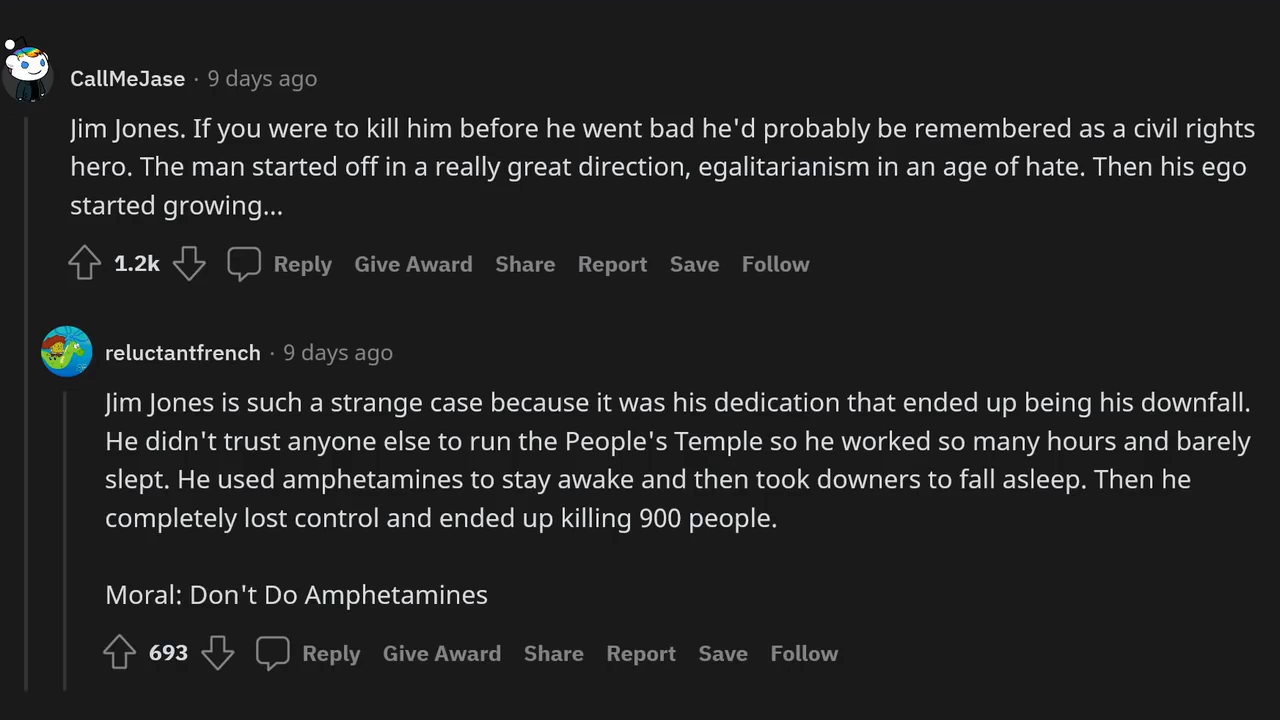 CallMeJase · 9 days ago
Jim Jones. If you were to kill him before he went bad he'd probably be remembered as a civil rights
hero. The man started off in a really great direction, egalitarianism in an age of hate. Then his ego
started growing...
1.2k Reply Give Award Share Report Save Follow
reluctantfrench · 9 days ago
Jim Jones is such a strange case because it was his dedication that ended up being his downfall.
He didn't trust anyone else to run the People's Temple so he worked so many hours and barely
slept. He used amphetamines to stay awake and then took downers to fall asleep. Then he
completely lost control and ended up killing 900 people.
Moral: Don't Do Amphetamines
693 Reply Give Award Share Report Save Follow